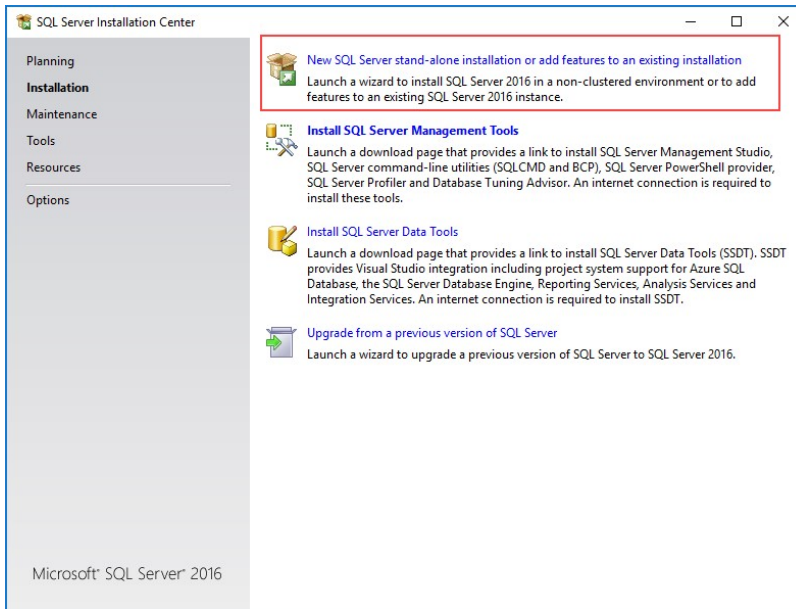 SQL Server Installation Center
Planning
Installation
Maintenance
Tools
Resources
Options
New SQL Server stand-alone installation or add features to an existing installation
Launch a wizard to install SQL Server 2016 in a non-clustered environment or to add
features to an existing SQL Server 2016 instance.
Install SQL Server Management Tools
Launch a download page that provides a link to install SQL Server Management Studio,
SQL Server command-line utilities (SQLCMD and BCP), SQL Server PowerShell provider,
SQL Server Profiler and Database Tuning Advisor. An internet connection is required to
install these tools.
Install SQL Server Data Tools
Launch a download page that provides a link to install SQL Server Data Tools (SSDT). SSDT
provides Visual Studio integration including project system support for Azure SQL
Database, the SQL Server Database Engine, Reporting Services, Analysis Services and
Integration Services. An internet connection is required to install SSDT.
Upgrade from a previous version of SQL Server
Launch a wizard to upgrade a previous version of SQL Server to SQL Server 2016.
Microsoft® SQL Server® 2016